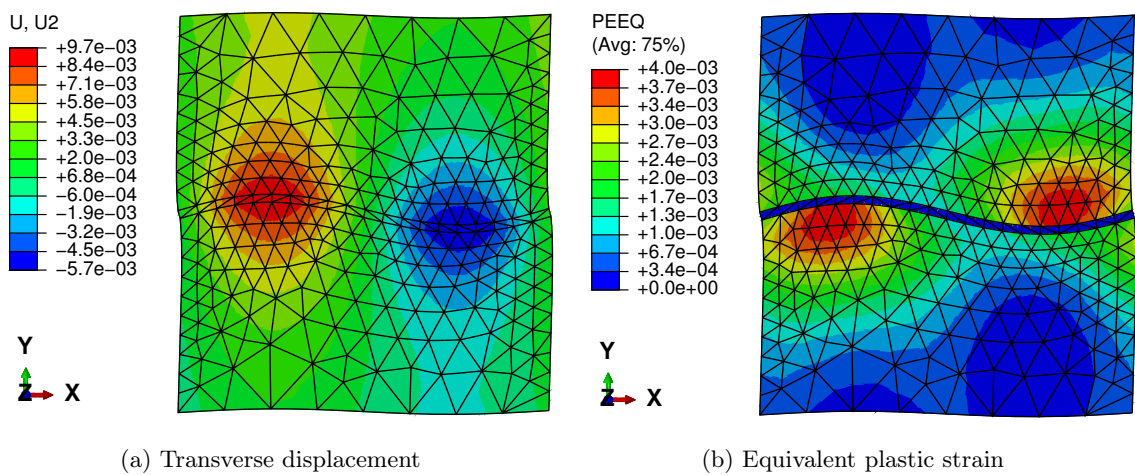 U, U2
+9.7e−03
+8.4e−03
+7.1e−03
+5.8e−03
+4.5e−03
+3.3e−03
+2.0e−03
+6.8e−04
−6.0e−04
−1.9e−03
−3.2e−03
−4.5e−03
−5.7e−03
Y
Z X
(a) Transverse displacement
PEEQ
(Avg: 75%)
+4.0e−03
+3.7e−03
+3.4e−03
+3.0e−03
+2.7e−03
+2.4e−03
+2.0e−03
+1.7e−03
+1.3e−03
+1.0e−03
+6.7e−04
+3.4e−04
+0.0e+00
Y
Z X
(b) Equivalent plastic strain